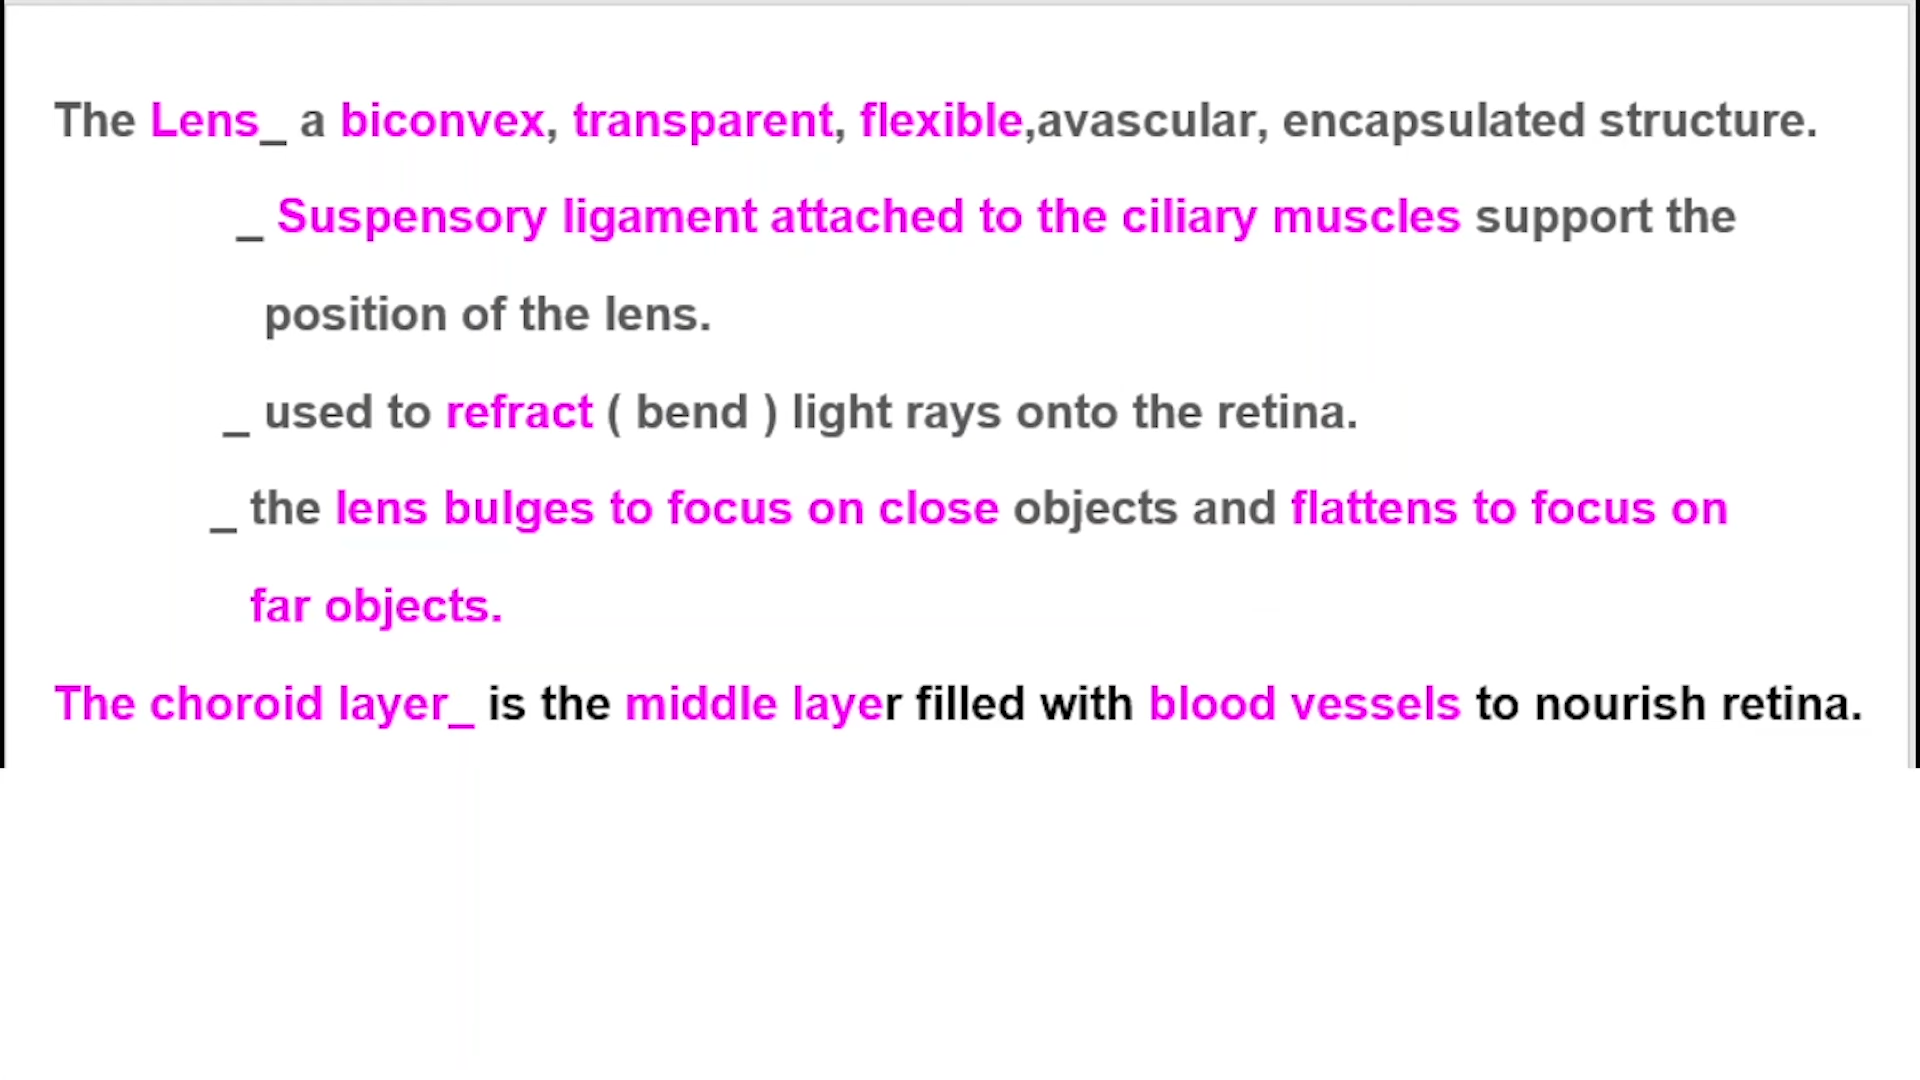 The Lens_ a biconvex, transparent, flexible,avascular, encapsulated structure.
_ Suspensory ligament attached to the ciliary muscles support the
position of the lens.
_ used to refract ( bend ) light rays onto the retina.
_ the lens bulges to focus on close objects and flattens to focus on
far objects.
The choroid layer_ is the middle layer filled with blood vessels to nourish retina.